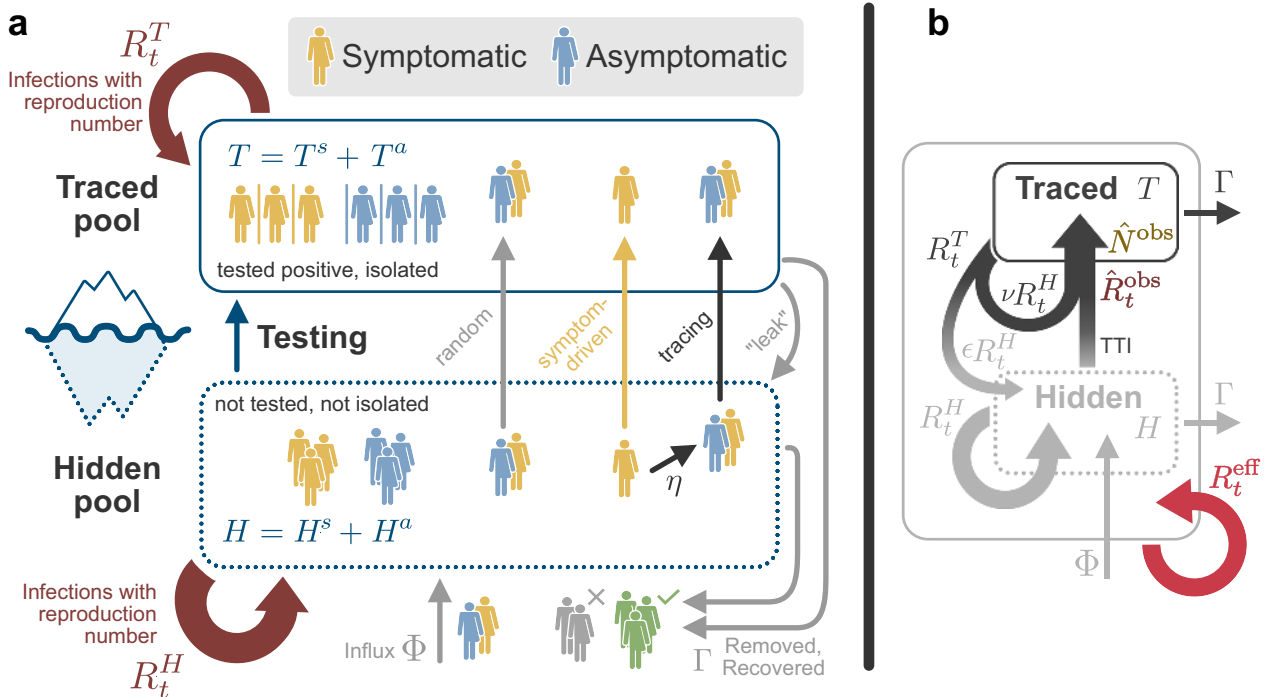 a
Symptomatic
Asymptomatic
R_t^T
Infections with
reproduction
number
T = T^s + T^a
Traced
pool
tested positive, isolated
Testing
random
symptom-
driven
tracing
"leak"
not tested, not isolated
Hidden
pool
η
H = H^s + H^a
Infections with
reproduction
number
R_t^H
Influx Φ
Γ
Removed,
Recovered
b
Traced T
Γ
R_t^T
N̂^obs
νR_t^H
R̂_t^obs
ϵR_t^H
TTI
Hidden
Γ
R_t^H
H
R_t^eff
Φ